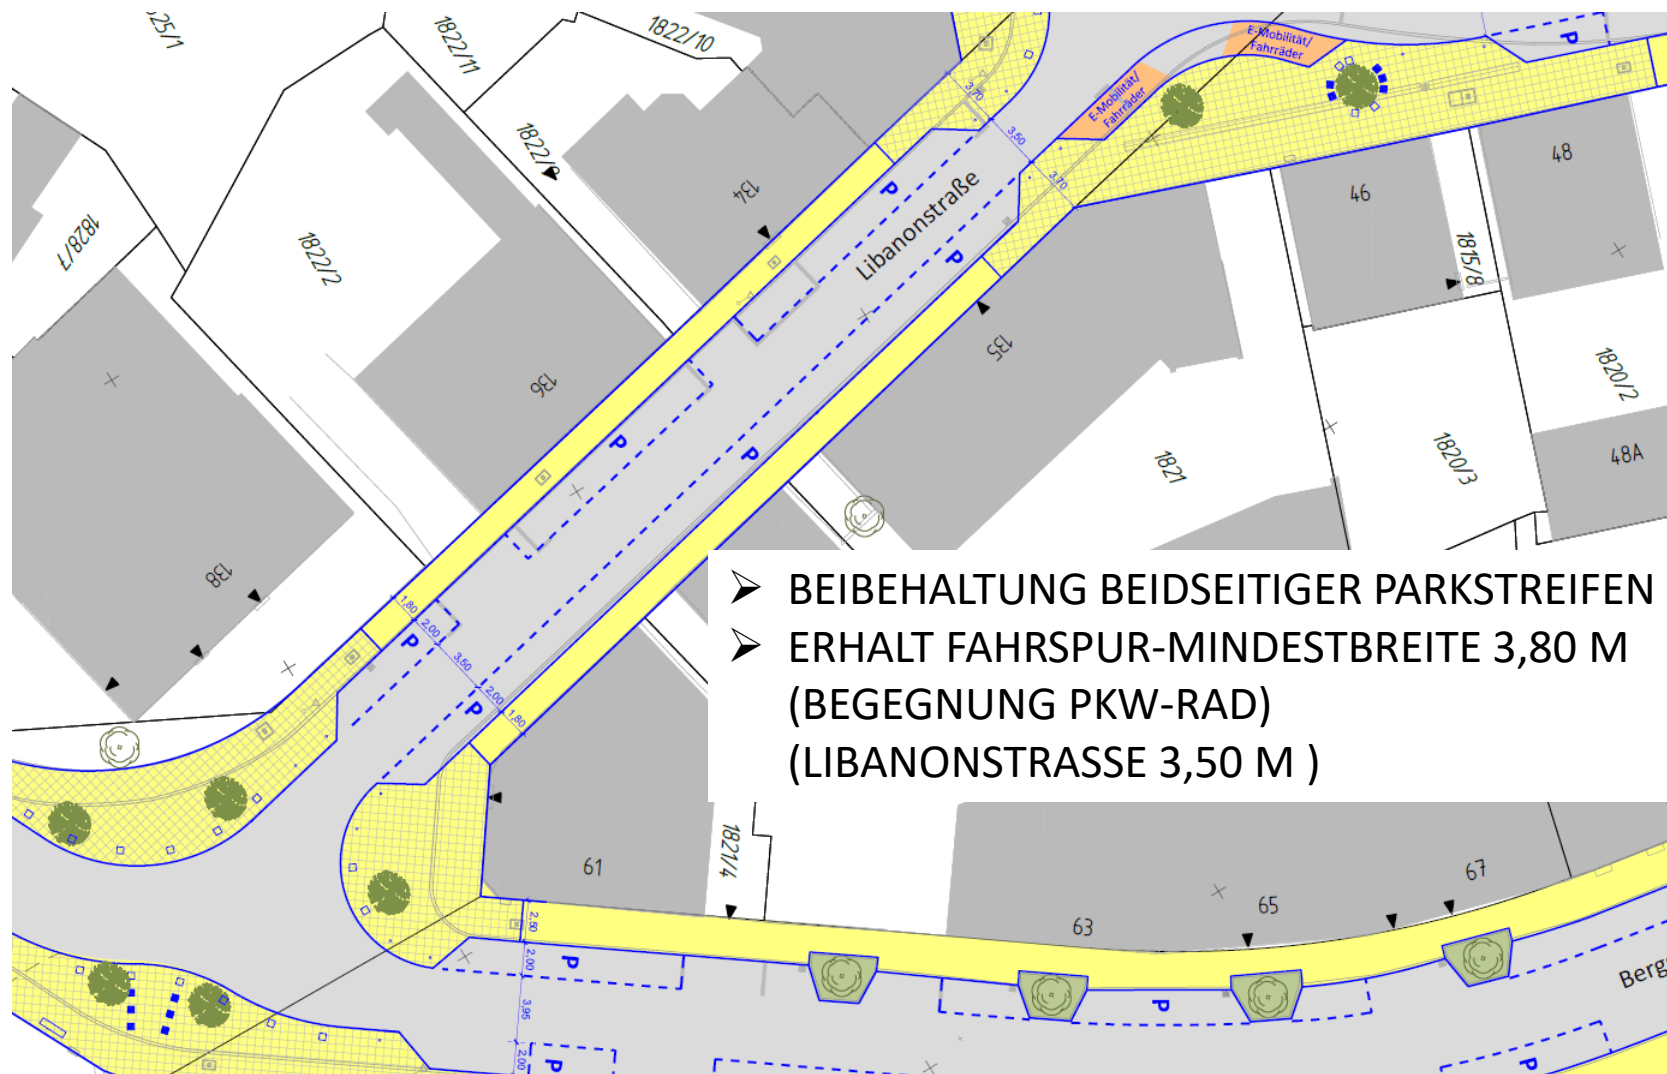 525/1
1822/11
1822/10
E-Mobilität/
Fahrräder
P
E-Mobilität/
Fahrräder
3,70
3,50
3,70
1822/9
134
P
Libanonstraße
48
46
1828/7
1822/2
P
1815/8
135
136
1820/2
P
P
1821
1820/3
48A
138
1,80
2,00
P
3,50
2,00
P
1,80
➢ BEIBEHALTUNG BEIDSEITIGER PARKSTREIFEN
➢ ERHALT FAHRSPUR-MINDESTBREITE 3,80 M
(BEGEGNUNG PKW-RAD)
(LIBANONSTRASSE 3,50 M )
61
1821/4
63
65
67
2,50
2,00
P
3,95
P
Berg
2,00
P
P